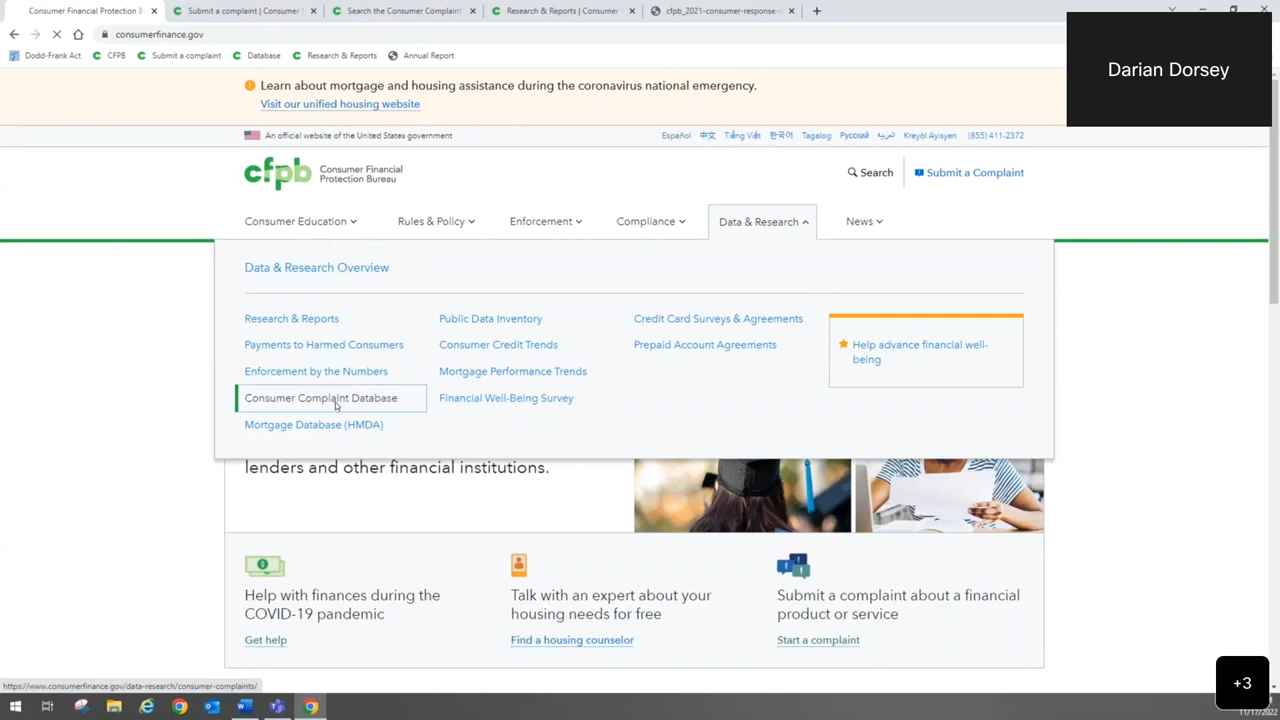 Consumer Financial Protection B
Submit a complaint | Consumer
Search the Consumer Complaint
Research & Reports | Consumer
cfpb_2021-consumer-response-
consumerfinance.gov
Dodd-Frank Act
CFPB
Submit a complaint
Database
Research & Reports
Annual Report
Darian Dorsey
Learn about mortgage and housing assistance during the coronavirus national emergency.
Visit our unified housing website
An official website of the United States government
Español 中文 Tiếng Việt 한국어 Tagalog Русский العربية Kreyòl Ayisyen (855) 411-2372
cfpb Consumer Financial
Protection Bureau
Search
Submit a Complaint
Consumer Education
Rules & Policy
Enforcement
Compliance
Data & Research
News
Data & Research Overview
Research & Reports
Payments to Harmed Consumers
Enforcement by the Numbers
Consumer Complaint Database
Mortgage Database (HMDA)
Public Data Inventory
Consumer Credit Trends
Mortgage Performance Trends
Financial Well-Being Survey
Credit Card Surveys & Agreements
Prepaid Account Agreements
Help advance financial well-
being
lenders and other financial institutions.
Help with finances during the
COVID-19 pandemic
Get help
Talk with an expert about your
housing needs for free
Find a housing counselor
Submit a complaint about a financial
product or service
Start a complaint
https://www.consumerfinance.gov/data-research/consumer-complaints/
+3
11/17/2022